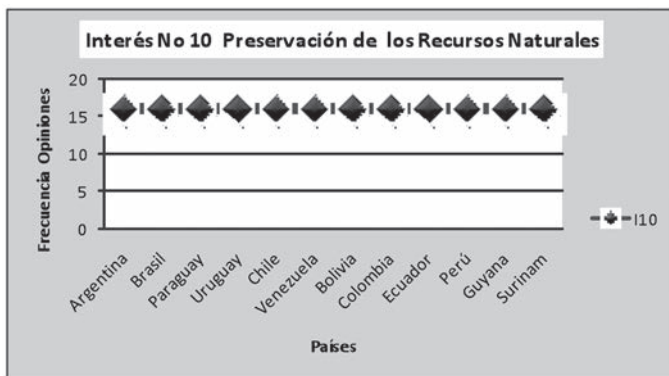 Interés No 10 Preservación de los Recursos Naturales
Frecuencia Opiniones
20
15
10
5
0
Argentina
Brasil
Paraguay
Uruguay
Chile
Venezuela
Bolivia
Colombia
Ecuador
Perú
Guyana
Surinam
Países
I10